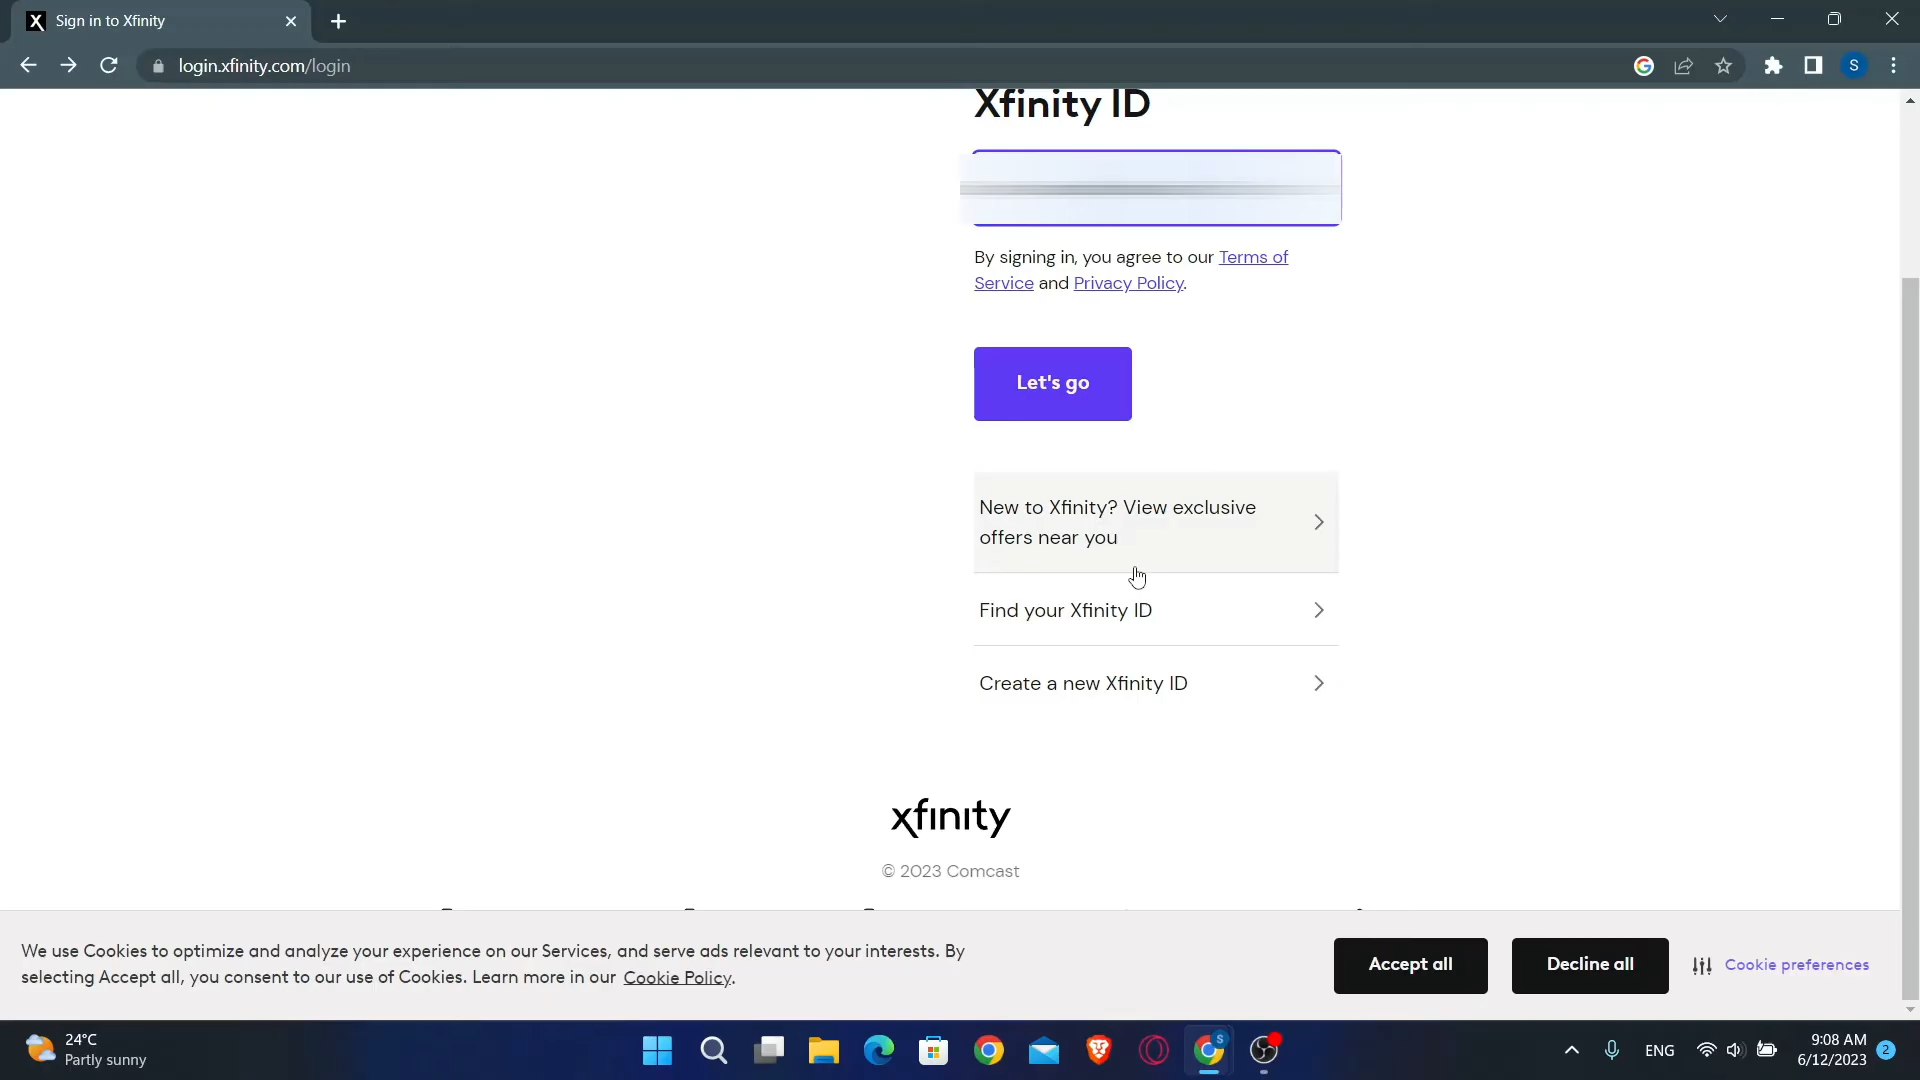 X Sign in to Xfinity
login.xfinity.com/login
S
Xfinity ID
By signing in, you agree to our Terms of
Service and Privacy Policy.
Let's go
New to Xfinity? View exclusive
offers near you
Find your Xfinity ID
Create a new Xfinity ID
xfinity
© 2023 Comcast
We use Cookies to optimize and analyze your experience on our Services, and serve ads relevant to your interests. By
selecting Accept all, you consent to our use of Cookies. Learn more in our Cookie Policy.
Accept all
Decline all
Cookie preferences
24°C
Partly sunny
S
ENG
9:08 AM
6/12/2023
2